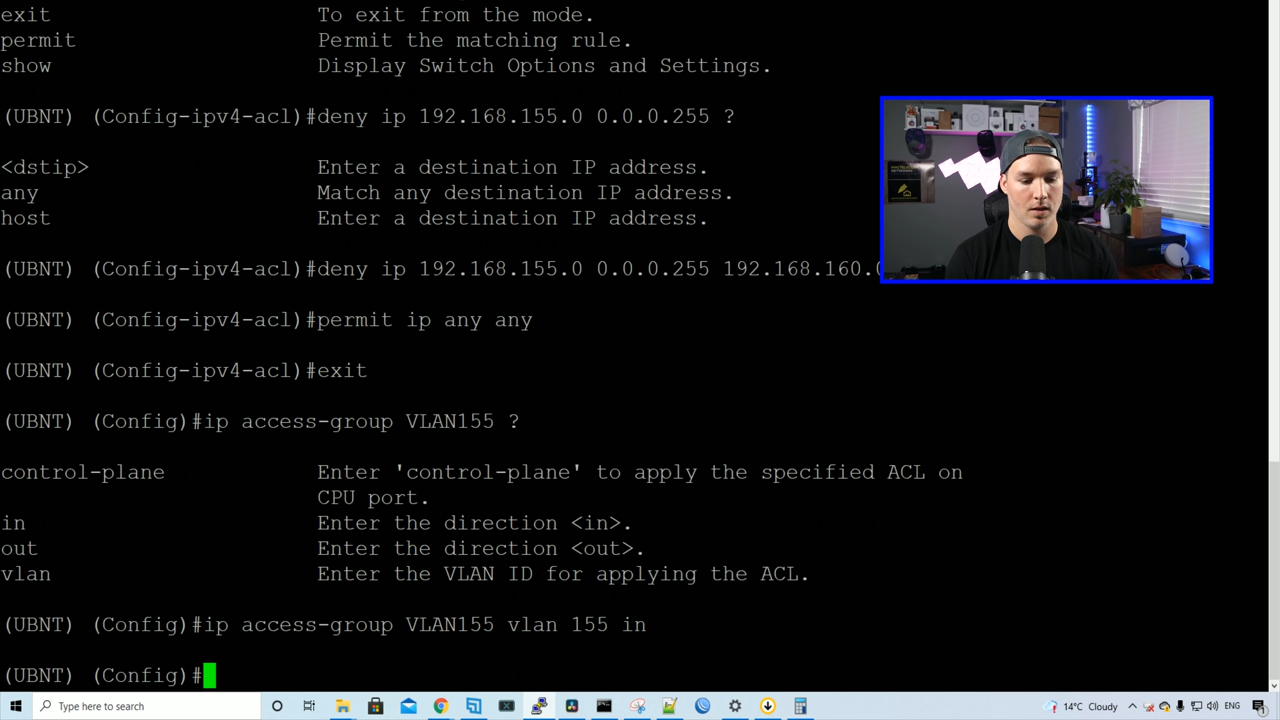 exit To exit from the mode.
permit Permit the matching rule.
show Display Switch Options and Settings.
(UBNT) (Config-ipv4-acl)#deny ip 192.168.155.0 0.0.0.255 ?
<dstip> Enter a destination IP address.
any Match any destination IP address.
host Enter a destination IP address.
(UBNT) (Config-ipv4-acl)#deny ip 192.168.155.0 0.0.0.255 192.168.160.0
(UBNT) (Config-ipv4-acl)#permit ip any any
(UBNT) (Config-ipv4-acl)#exit
(UBNT) (Config)#ip access-group VLAN155 ?
control-plane Enter 'control-plane' to apply the specified ACL on
CPU port.
in Enter the direction <in>.
out Enter the direction <out>.
vlan Enter the VLAN ID for applying the ACL.
(UBNT) (Config)#ip access-group VLAN155 vlan 155 in
(UBNT) (Config)#
Type here to search
14°C Cloudy
ENG